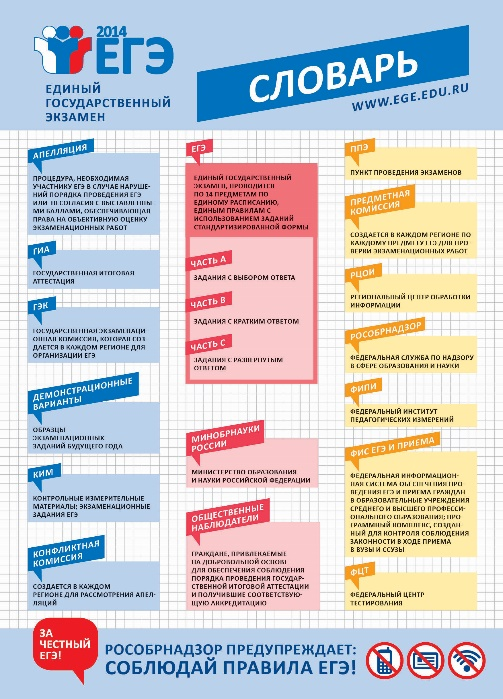 2014
ЕГЭ
ЕДИНЫЙ
ГОСУДАРСТВЕННЫЙ
ЭКЗАМЕН
СЛОВАРЬ
WWW.EGE.EDU.RU
АПЕЛЛЯЦИЯ
ПРОЦЕДУРА, НЕОБХОДИМАЯ
УЧАСТНИКУ ЕГЭ В СЛУЧАЕ НАРУШЕ-
НИЙ ПОРЯДКА ПРОВЕДЕНИЯ ЕГЭ
ИЛИ НЕСОГЛАСИЯ С ВЫСТАВЛЕННЫ
МИ БАЛЛАМИ, ОБЕСПЕЧИВАЮЩАЯ
ПРАВА НА ОБЪЕКТИВНУЮ ОЦЕНКУ
ЭКЗАМЕНАЦИОННЫХ РАБОТ
ГИА
ГОСУДАРСТВЕННАЯ ИТОГОВАЯ
АТТЕСТАЦИЯ
ГЭК
ГОСУДАРСТВЕННАЯ ЭКЗАМЕНАЦИ
ОННАЯ КОМИССИЯ, КОТОРАЯ СОЗ
ДАЕТСЯ В КАЖДОМ РЕГИОНЕ ДЛЯ
ОРГАНИЗАЦИИ ЕГЭ
ДЕМОНСТРАЦИОННЫЕ
ВАРИАНТЫ
ОБРАЗЦЫ
ЭКЗАМЕНАЦИОННЫХ
ЗАДАНИЙ БУДУЩЕГО ГОДА
КИМ
КОНТРОЛЬНЫЕ ИЗМЕРИТЕЛЬНЫЕ
МАТЕРИАЛЫ; ЭКЗАМЕНАЦИОННЫЕ
ЗАДАНИЯ ЕГЭ
КОНФЛИКТНАЯ
КОМИССИЯ
СОЗДАЕТСЯ В КАЖДОМ
РЕГИОНЕ ДЛЯ РАССМОТРЕНИЯ АПЕЛ-
ЛЯЦИЙ
ЕГЭ
ЕДИНЫЙ ГОСУДАРСТВЕННЫЙ
ЭКЗАМЕН, ПРОВОДИТСЯ
ПО 14 ПРЕДМЕТАМ ПО
ЕДИНОМУ РАСПИСАНИЮ,
ЕДИНЫМ ПРАВИЛАМ С
ИСПОЛЬЗОВАНИЕМ ЗАДАНИЙ
СТАНДАРТИЗИРОВАННОЙ ФОРМЫ
ЧАСТЬ А
ЗАДАНИЯ С ВЫБОРОМ ОТВЕТА
ЧАСТЬ В
ЗАДАНИЯ С КРАТКИМ ОТВЕТОМ
ЧАСТЬ С
ЗАДАНИЯ С РАЗВЕРНУТЫМ
ОТВЕТОМ
МИНОБРНАУКИ
РОССИИ
МИНИСТЕРСТВО ОБРАЗОВАНИЯ
И НАУКИ РОССИЙСКОЙ ФЕДЕРАЦИИ
ОБЩЕСТВЕННЫЕ
НАБЛЮДАТЕЛИ
ГРАЖДАНЕ, ПРИВЛЕКАЕМЫЕ
НА ДОБРОВОЛЬНОЙ ОСНОВЕ
ДЛЯ ОБЕСПЕЧЕНИЯ СОБЛЮДЕНИЯ
ПОРЯДКА ПРОВЕДЕНИЯ ГОСУДАР-
СТВЕННОЙ ИТОГОВОЙ АТТЕСТАЦИИ
И ПОЛУЧИВШИЕ СООТВЕТСТВУЮ-
ЩУЮ АККРЕДИТАЦИЮ
ППЭ
ПУНКТ ПРОВЕДЕНИЯ ЭКЗАМЕНОВ
ПРЕДМЕТНАЯ
КОМИССИЯ
СОЗДАЕТСЯ В КАЖДОМ РЕГИОНЕ ПО
КАЖДОМУ ПРЕДМЕТУ ЕГЭ ДЛЯ ПРО
ВЕРКИ ЭКЗАМЕНАЦИОННЫХ РАБОТ
РЦОИ
РЕГИОНАЛЬНЫЙ ЦЕНТР ОБРАБОТКИ
ИНФОРМАЦИИ
РОСОБРНАДЗОР
ФЕДЕРАЛЬНАЯ СЛУЖБА ПО НАДЗОРУ
В СФЕРЕ ОБРАЗОВАНИЯ И НАУКИ
ФИПИ
ФЕДЕРАЛЬНЫЙ ИНСТИТУТ
ПЕДАГОГИЧЕСКИХ ИЗМЕРЕНИЙ
ФИС ЕГЭ И ПРИЁМА
ФЕДЕРАЛЬНАЯ ИНФОРМАЦИОН-
НАЯ СИСТЕМА ОБЕСПЕЧЕНИЯ ПРО
ВЕДЕНИЯ ЕГЭ И ПРИЕМА ГРАЖДАН
В ОБРАЗОВАТЕЛЬНЫЕ УЧРЕЖДЕНИЯ
СРЕДНЕГО И ВЫСШЕГО ПРОФЕССИ-
ОНАЛЬНОГО ОБРАЗОВАНИЯ; ПРО
ГРАММНЫЙ КОМПЛЕКС, СОЗДАН
НЫЙ ДЛЯ КОНТРОЛЯ СОБЛЮДЕНИЯ
ЗАКОННОСТИ В ХОДЕ ПРИЕМА
В ВУЗЫ И ССУЗЫ
ФЦТ
ФЕДЕРАЛЬНЫЙ ЦЕНТР
ТЕСТИРОВАНИЯ
ЗА
ЧЕСТНЫЙ
ЕГЭ!
РОСОБРНАДЗОР ПРЕДУПРЕЖДАЕТ:
СОБЛЮДАЙ ПРАВИЛА ЕГЭ!